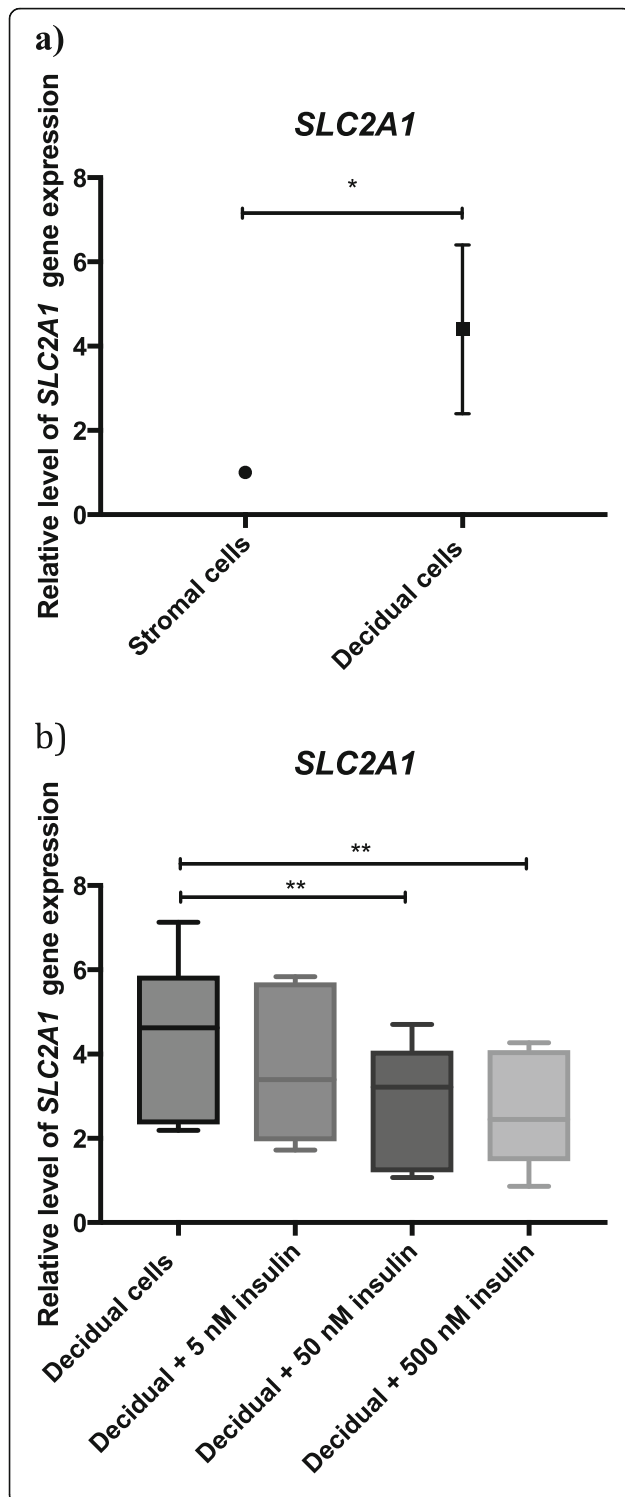 a)
SLC2A1
Relative level of SLC2A1 gene expression
8
6
4
2
0
*
Stromal cells
Decidual cells
b)
SLC2A1
Relative level of SLC2A1 gene expression
8
6
4
2
0
**
**
Decidual cells
Decidual + 5 nM insulin
Decidual + 50 nM insulin
Decidual + 500 nM insulin